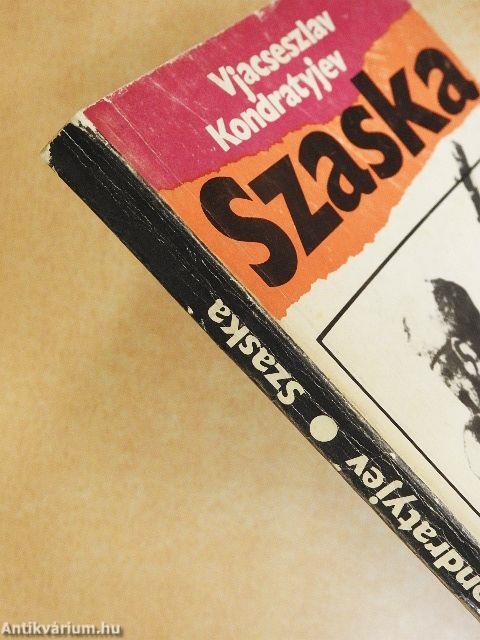 Vjacseszlav
Kondratyjev
Szaska
ondratyjev ● Szaska
Antikvárium.hu